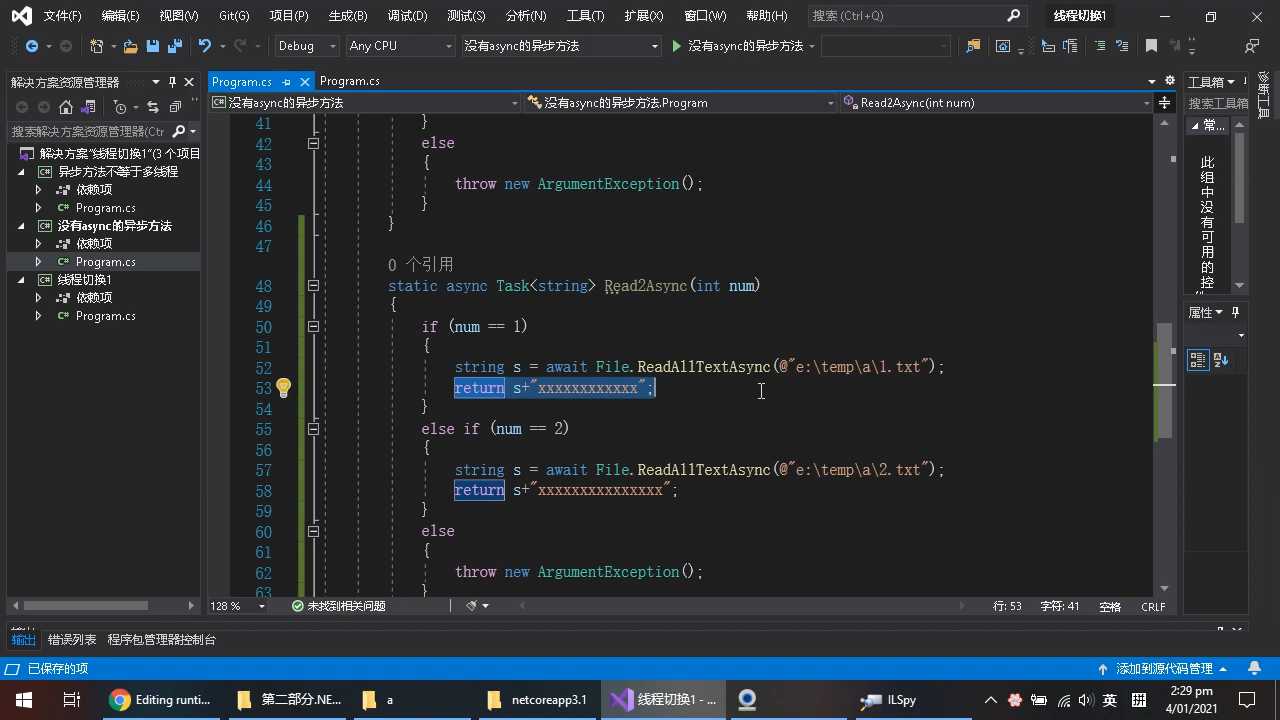 文件(F) 编辑(E) 视图(V) Git(G) 项目(P) 生成(B) 调试(D) 测试(S) 分析(N) 工具(T) 扩展(X) 窗口(W) 帮助(H) 搜索 (Ctrl+Q) 线程切换1
Debug Any CPU 没有async的异步方法 没有async的异步方法
解决方案资源管理器
搜索解决方案资源管理器(Ctr
解决方案"线程切换1"(3 个项目
异步方法不等于多线程
依赖项
Program.cs
没有async的异步方法
依赖项
Program.cs
线程切换1
依赖项
Program.cs
Program.cs Program.cs
没有async的异步方法 没有async的异步方法.Program Read2Async(int num)
41 }
42 else
43 {
44 throw new ArgumentException();
45 }
46 }
47
0 个引用
48 static async Task<string> Read2Async(int num)
49 {
50 if (num == 1)
51 {
52 string s = await File.ReadAllTextAsync(@"e:\temp\a\1.txt");
53 return s+"xxxxxxxxxxxx";
54 }
55 else if (num == 2)
56 {
57 string s = await File.ReadAllTextAsync(@"e:\temp\a\2.txt");
58 return s+"xxxxxxxxxxxxxxx";
59 }
60 else
61 {
62 throw new ArgumentException();
63 }
128 % 未找到相关问题 行: 53 字符: 41 空格 CRLF
工具箱
搜索工具箱
常...
此组中没有可用的控
属性
工具箱
输出 错误列表 程序包管理器控制台
已保存的项 添加到源代码管理
Editing runti... 第二部分.NE... a netcoreapp3.1 线程切换1 - ... ILSpy 英 拼 2:29 pm
4/01/2021